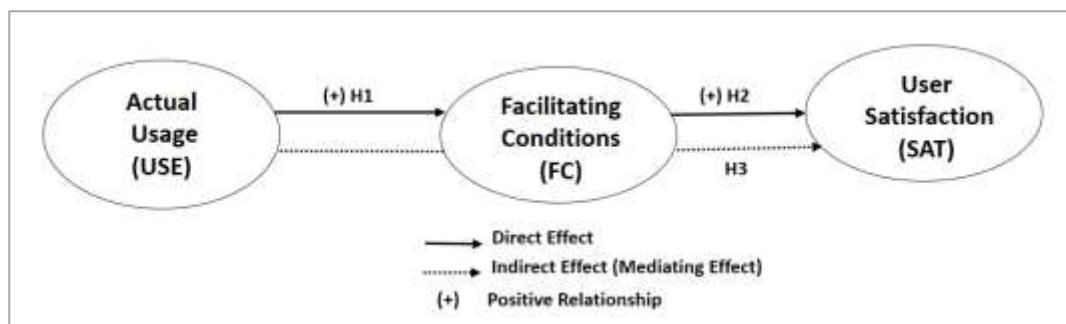 Actual
Usage
(USE)
(+) H1
Facilitating
Conditions
(FC)
(+) H2
H3
User
Satisfaction
(SAT)
Direct Effect
Indirect Effect (Mediating Effect)
(+) Positive Relationship